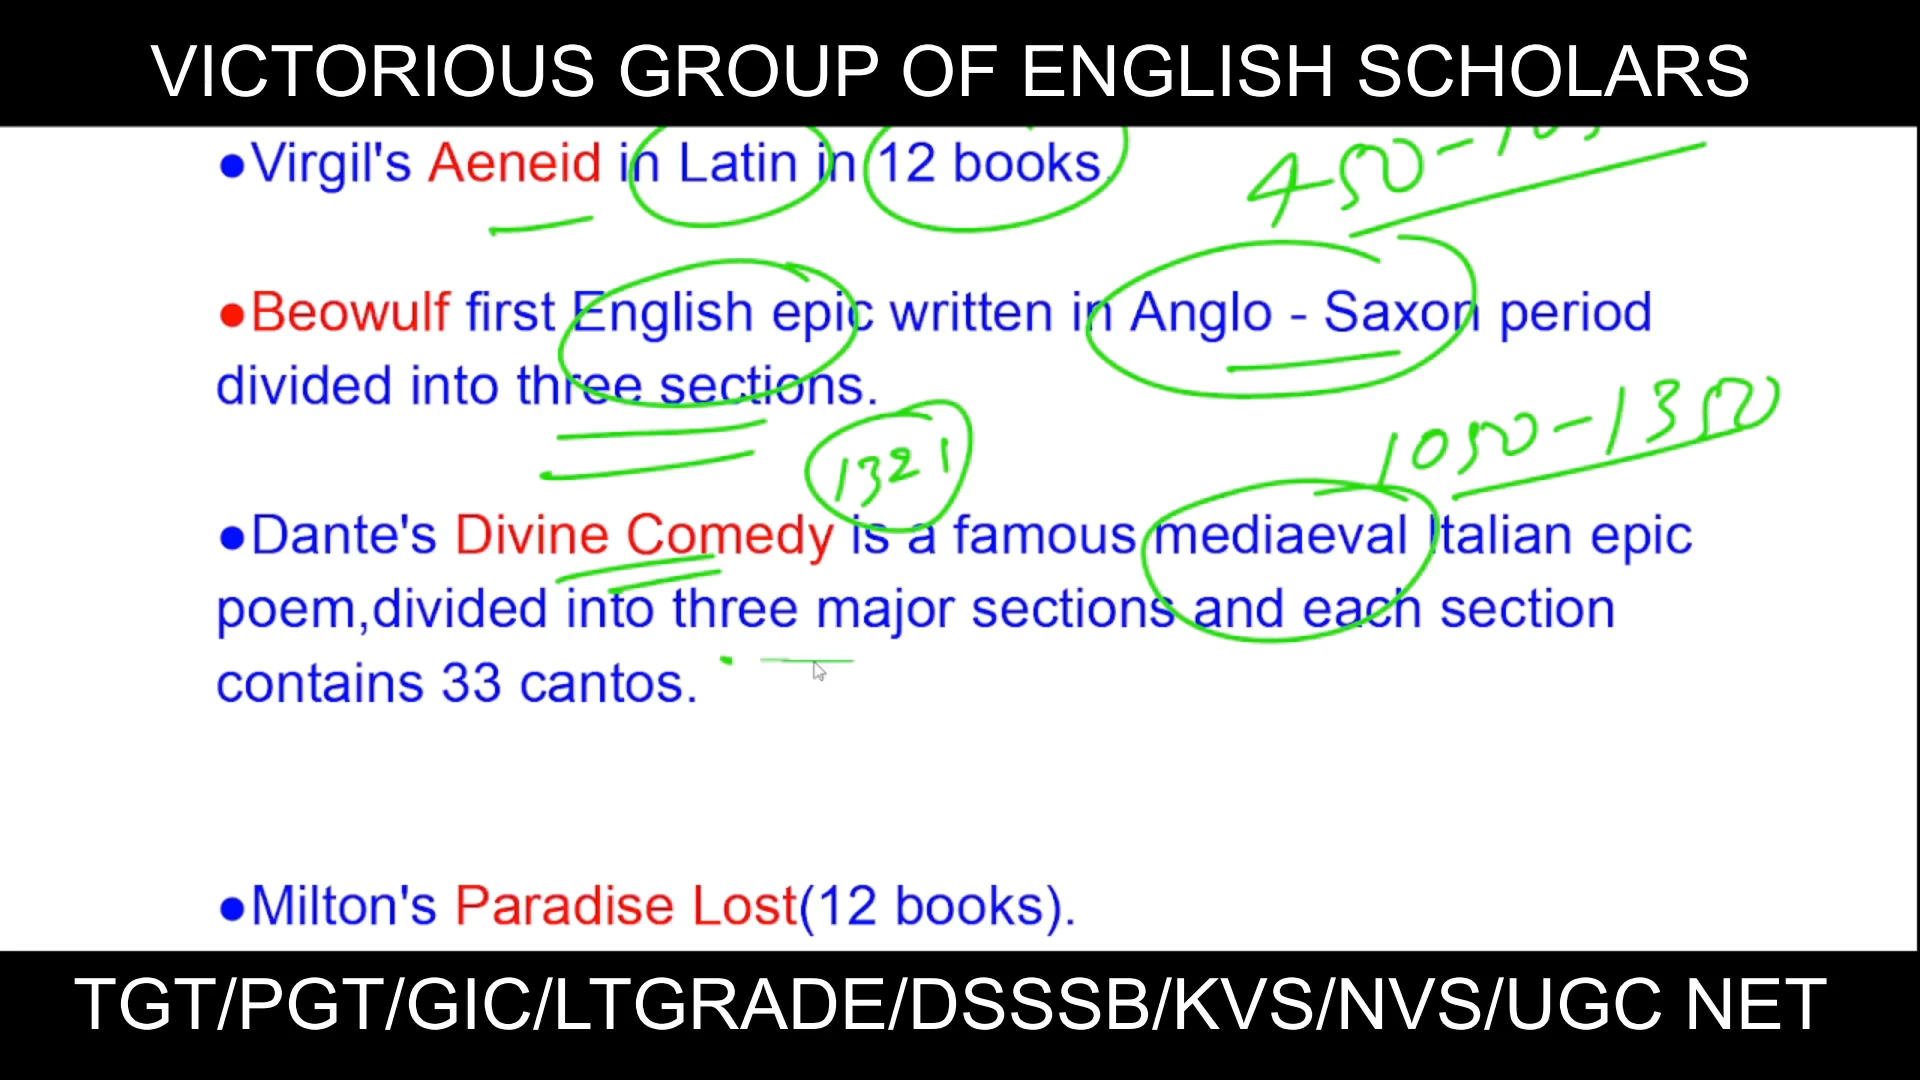 VICTORIOUS GROUP OF ENGLISH SCHOLARS
●Virgil's Aeneid in Latin in 12 books.
450-105
●Beowulf first English epic written in Anglo - Saxon period
divided into three sections.
1050-1350
1321
●Dante's Divine Comedy is a famous mediaeval Italian epic
poem,divided into three major sections and each section
contains 33 cantos.
●Milton's Paradise Lost(12 books).
TGT/PGT/GIC/LTGRADE/DSSSB/KVS/NVS/UGC NET